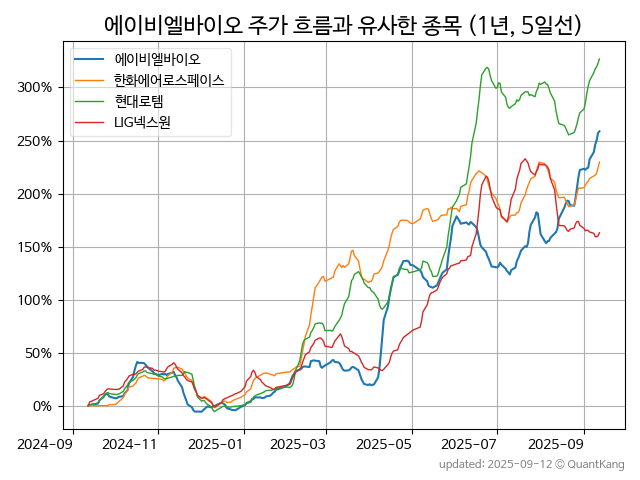 에이비엘바이오 주가 흐름과 유사한 종목 (1년, 5일선)
에이비엘바이오
한화에어로스페이스
현대로템
LIG넥스원
300%
250%
200%
150%
100%
50%
0%
2024-09 2024-11 2025-01 2025-03 2025-05 2025-07 2025-09
updated: 2025-09-12 © QuantKang